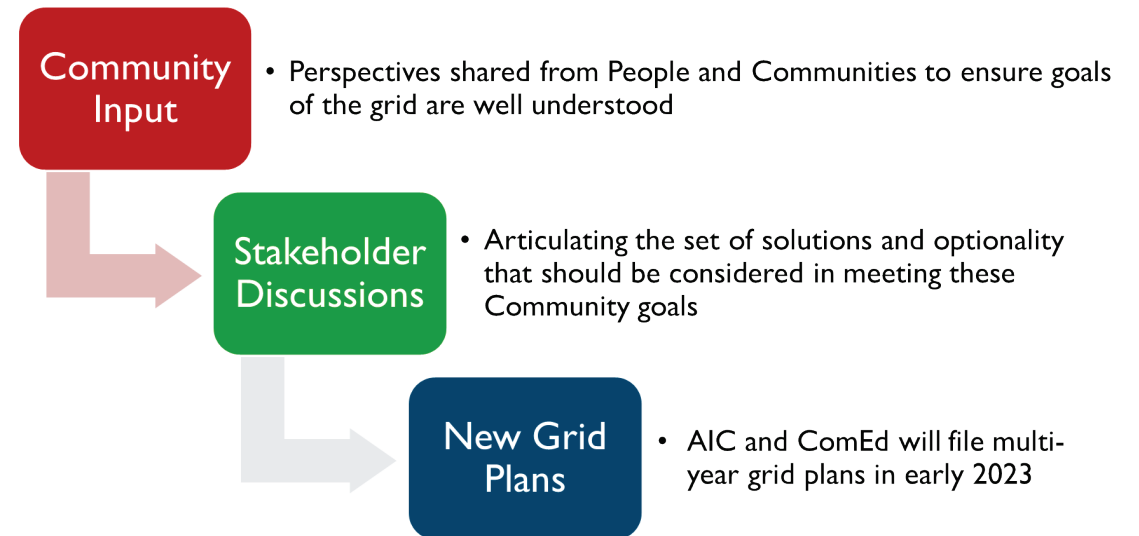 Community
Input
• Perspectives shared from People and Communities to ensure goals
of the grid are well understood
Stakeholder
Discussions
• Articulating the set of solutions and optionality
that should be considered in meeting these
Community goals
New Grid
Plans
• AIC and ComEd will file multi-
year grid plans in early 2023